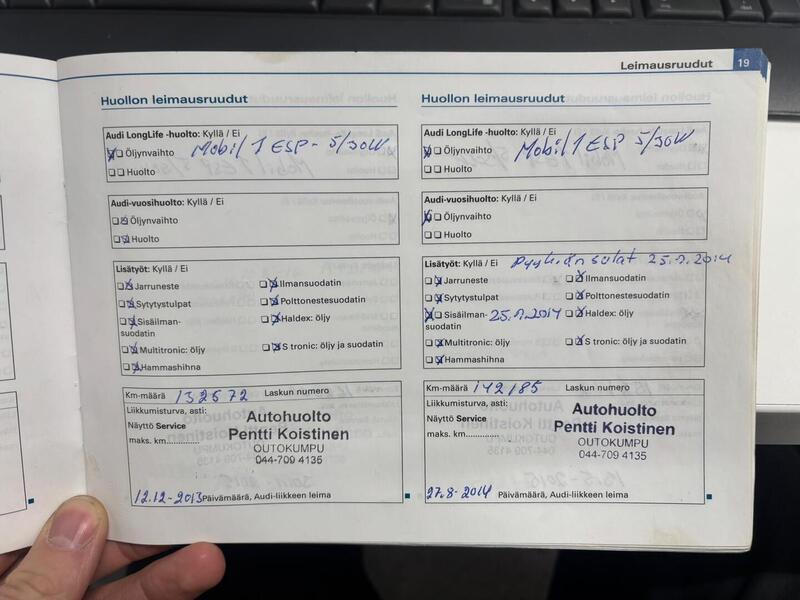 Leimausruudut 19
Huollon leimausruudut
Audi LongLife -huolto: Kyllä / Ei
Öljynvaihto Mobil 1 ESP - 5/30W
Huolto
Audi-vuosihuolto: Kyllä / Ei
Öljynvaihto
Huolto
Lisätyöt: Kyllä / Ei
Jarruneste
Ilmansuodatin
Sytytystulpat
Polttonestesuodatin
Sisäilman-
suodatin
Haldex: öljy
Multitronic: öljy
S tronic: öljy ja suodatin
Hammashihna
Km-määrä 132672 Laskun numero
Liikkumisturva, asti:
Näyttö Service
maks. km..............
Autohuolto
Pentti Koistinen
OUTOKUMPU
044-709 4135
12.12-2013 Päivämäärä, Audi-liikkeen leima
Huollon leimausruudut
Audi LongLife -huolto: Kyllä / Ei
Öljynvaihto Mobil 1 ESP 5/30W
Huolto
Audi-vuosihuolto: Kyllä / Ei
Öljynvaihto
Huolto
Lisätyöt: Kyllä / Ei
Jarruneste
Ilmansuodatin
Sytytystulpat
Polttonestesuodatin
Sisäilman-
suodatin
Haldex: öljy
Multitronic: öljy
S tronic: öljy ja suodatin
Hammashihna
Km-määrä 142185 Laskun numero
Liikkumisturva, asti:
Näyttö Service
maks. km..............
Autohuolto
Pentti Koistinen
OUTOKUMPU
044-709 4135
27.8-2014 Päivämäärä, Audi-liikkeen leima